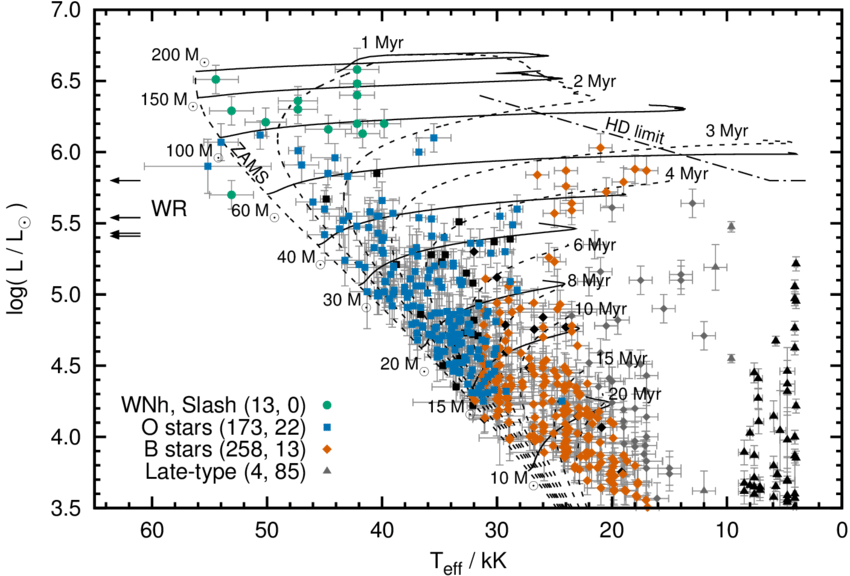 7.0
6.5
6.0
5.5
5.0
4.5
4.0
3.5
log( L / L☉ )
60
50
40
30
20
10
0
T_eff / kK
200 M☉
150 M☉
100 M☉
60 M☉
40 M☉
30 M☉
20 M☉
15 M☉
10 M☉
1 Myr
2 Myr
3 Myr
4 Myr
6 Myr
8 Myr
10 Myr
15 Myr
20 Myr
HD limit
ZAMS
WR
WNh, Slash (13, 0)
O stars (173, 22)
B stars (258, 13)
Late-type (4, 85)